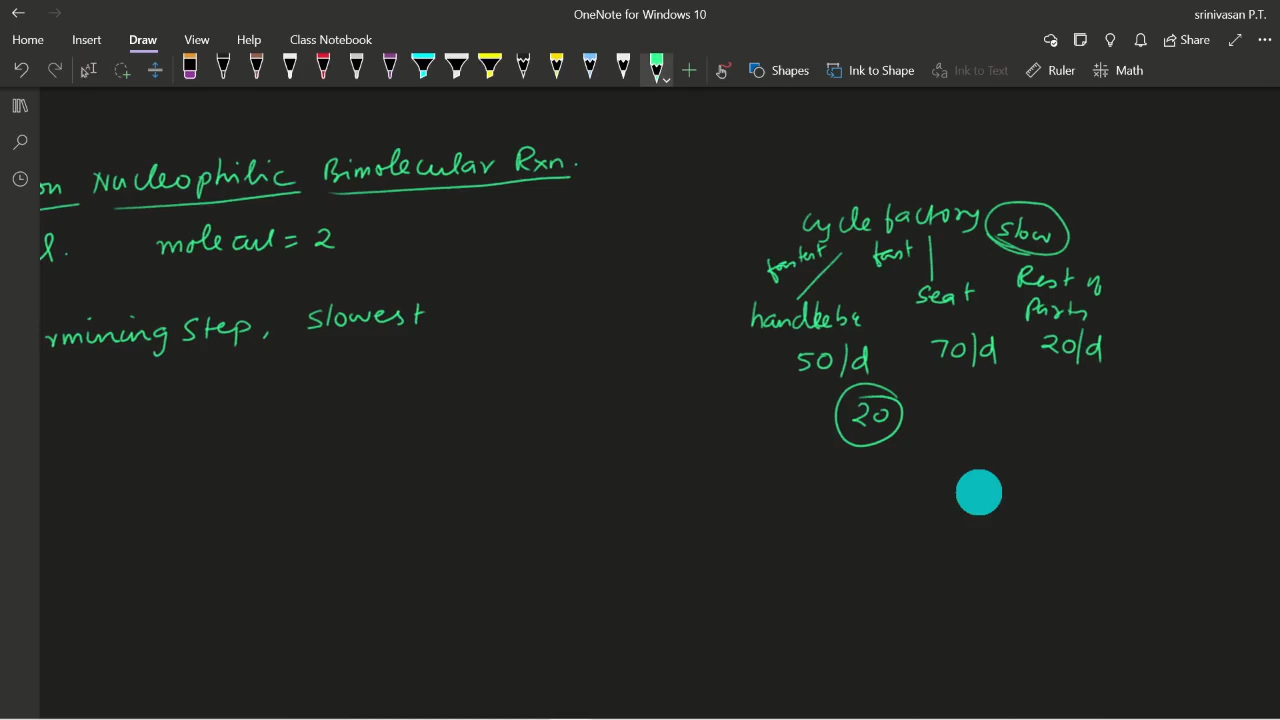 OneNote for Windows 10
srinivasan P.T.
Home Insert Draw View Help Class Notebook
Share
Shapes Ink to Shape Ink to Text Ruler Math
on Nucleophilic Bimolecular Rxn.
molecul = 2
rmining step, slowest
cycle factory slow
fastest fast
handleba seat Rest of Parts
50/d 70/d 20/d
20